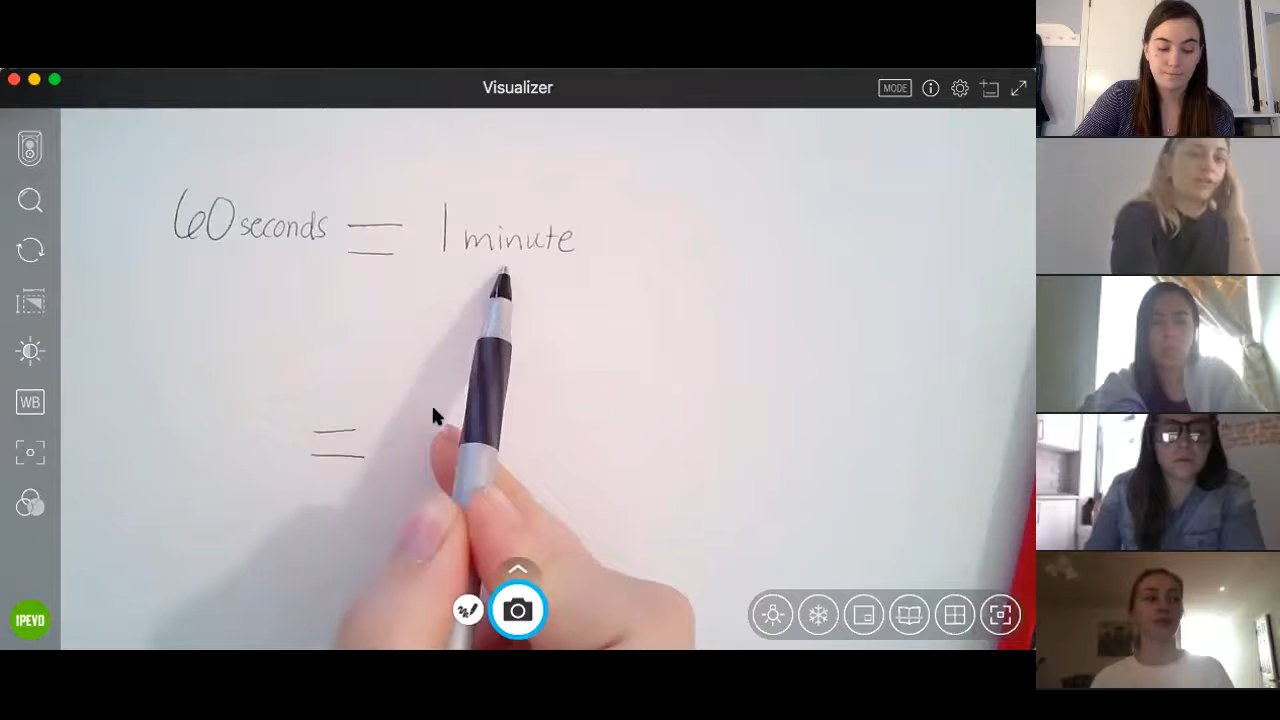 Visualizer
MODE
WB
60 seconds = 1 minute
=
IPEVO